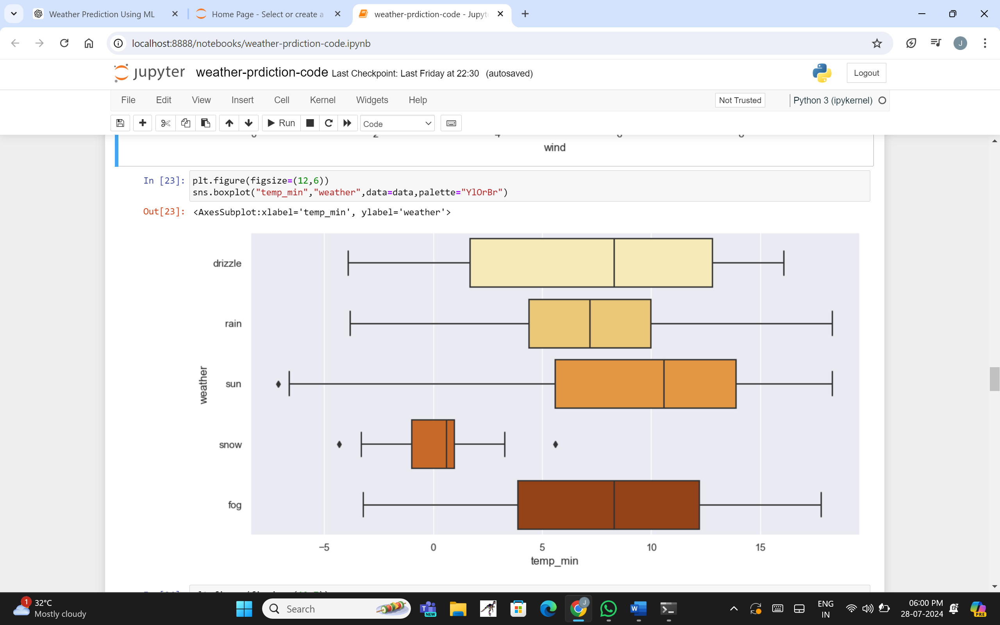 Weather Prediction Using ML
Home Page - Select or create a
weather-prdiction-code - Jupyt
localhost:8888/notebooks/weather-prdiction-code.ipynb
J
jupyter weather-prdiction-code Last Checkpoint: Last Friday at 22:30 (autosaved)
Logout
File Edit View Insert Cell Kernel Widgets Help
Not Trusted
Python 3 (ipykernel)
Run
Code
wind
In [23]:
plt.figure(figsize=(12,6))
sns.boxplot("temp_min","weather",data=data,palette="YlOrBr")
Out[23]:
<AxesSubplot:xlabel='temp_min', ylabel='weather'>
drizzle
rain
sun
snow
fog
weather
−5 0 5 10 15
temp_min
1
32°C
Mostly cloudy
Search
T
NEW
J
W
ENG
IN
06:00 PM
28-07-2024
PRE